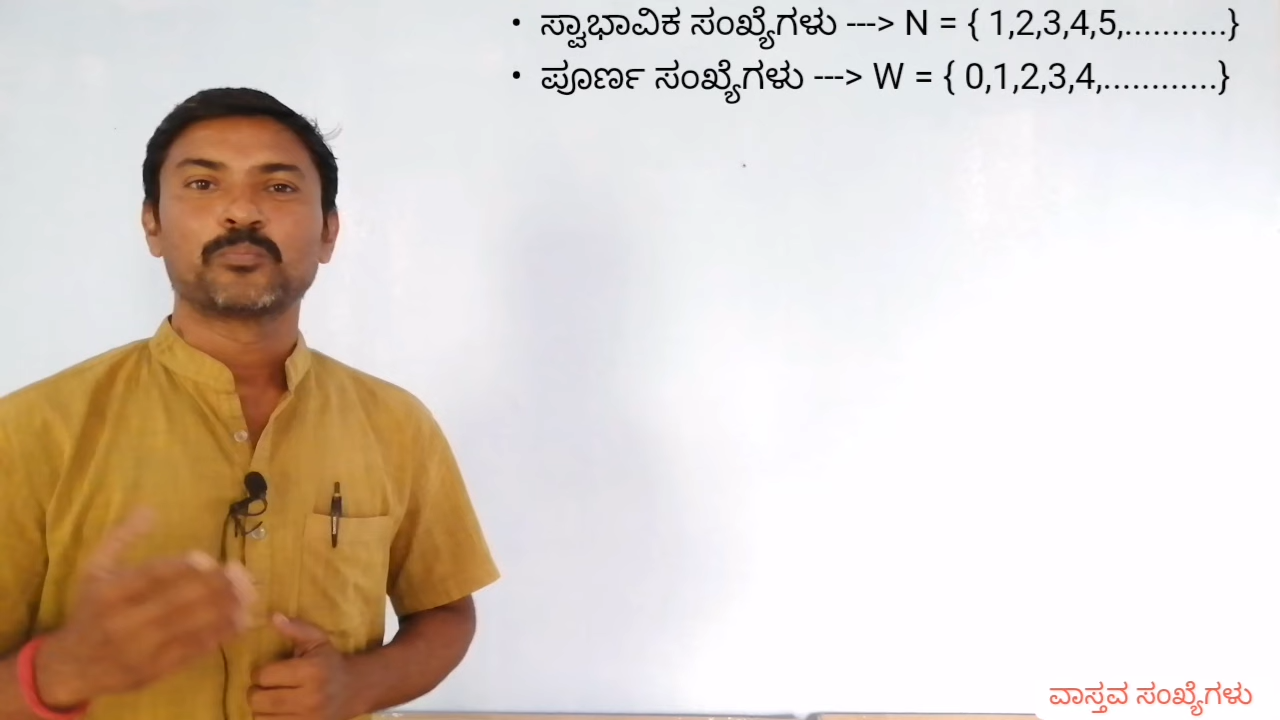 • ಸ್ವಾಭಾವಿಕ ಸಂಖ್ಯೆಗಳು ---> N = { 1,2,3,4,5,...........}
• ಪೂರ್ಣ ಸಂಖ್ಯೆಗಳು ---> W = { 0,1,2,3,4,............}
ವಾಸ್ತವ ಸಂಖ್ಯೆಗಳು